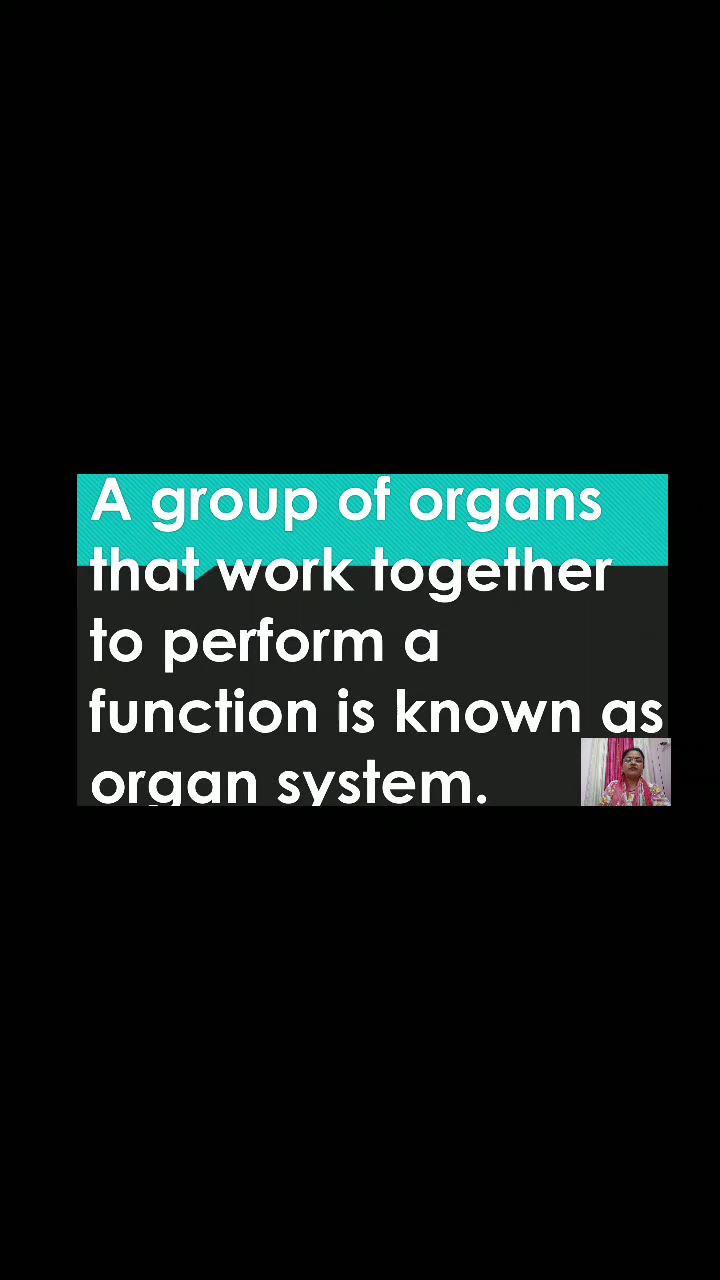 A group of organs
that work together
to perform a
function is known as
organ system.